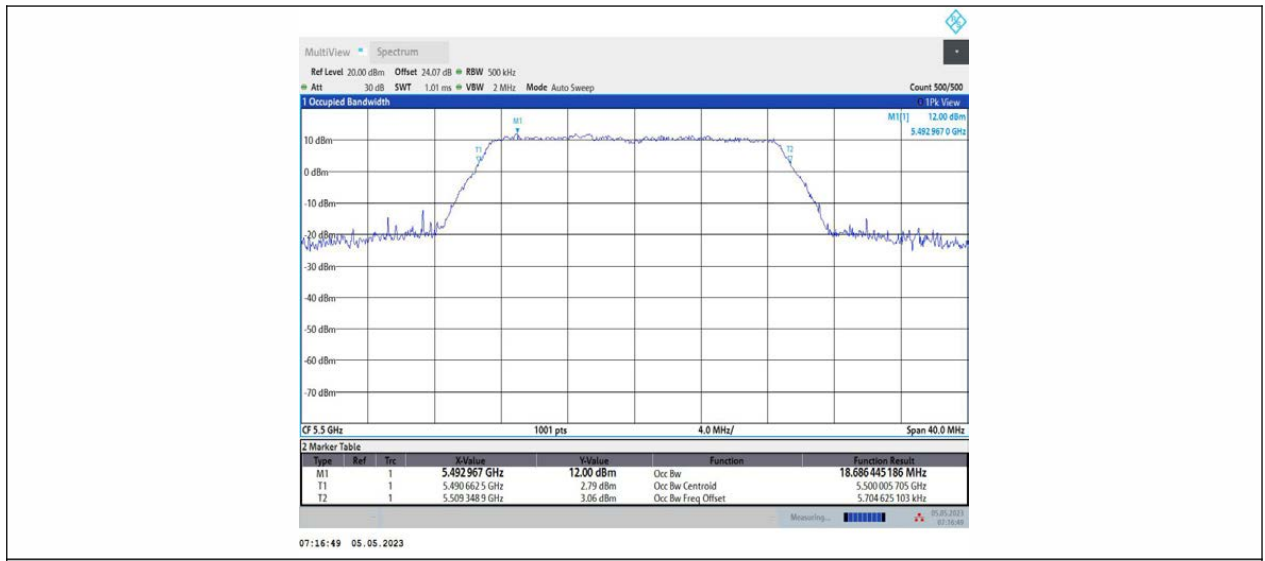 MultiView Spectrum
Ref Level 20.00 dBm Offset 24.07 dB RBW 500 kHz
Att 30 dB SWT 1.01 ms VBW 2 MHz Mode Auto Sweep Count 500/500
1 Occupied Bandwidth 1Pk View
M1[1] 12.00 dBm
5.492 967 0 GHz
M1
10 dBm
T1
T2
0 dBm
-10 dBm
-20 dBm
-30 dBm
-40 dBm
-50 dBm
-60 dBm
-70 dBm
CF 5.5 GHz 1001 pts 4.0 MHz/ Span 40.0 MHz
2 Marker Table
Type Ref Trc X-Value Y-Value Function Function Result
M1 1 5.492 967 GHz 12.00 dBm Occ Bw 18.686 445 186 MHz
T1 1 5.490 662 5 GHz 2.79 dBm Occ Bw Centroid 5.500 005 705 GHz
T2 1 5.509 348 9 GHz 3.06 dBm Occ Bw Freq Offset 5.704 625 103 kHz
Measuring... 05.05.2023
07:16:49
07:16:49 05.05.2023